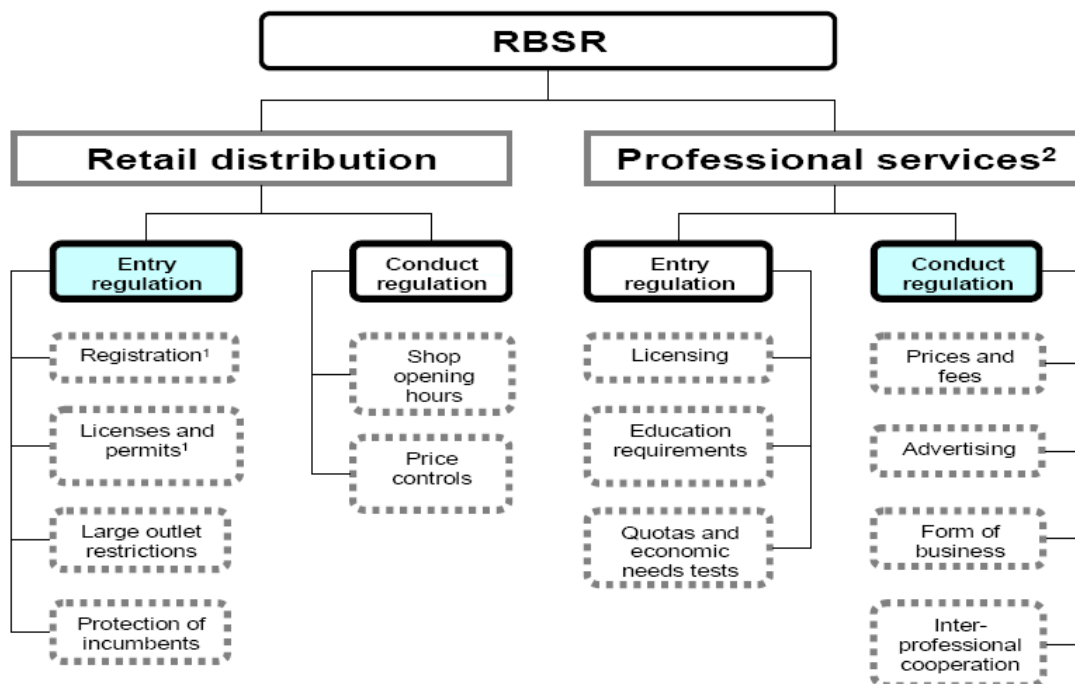 RBSR
Retail distribution
Professional services²
Entry
regulation
Conduct
regulation
Entry
regulation
Conduct
regulation
Registration¹
Licenses and
permits¹
Large outlet
restrictions
Protection of
incumbents
Shop
opening
hours
Price
controls
Licensing
Education
requirements
Quotas and
economic
needs tests
Prices and
fees
Advertising
Form of
business
Inter-
professional
cooperation